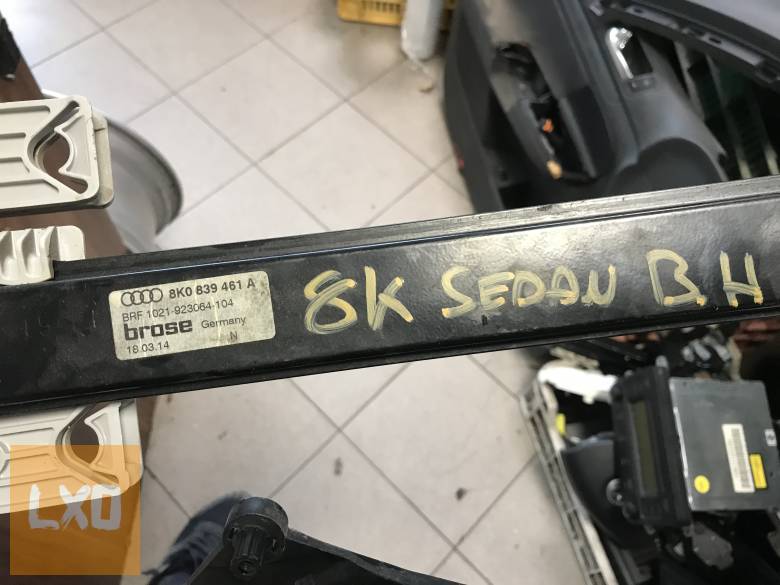 8K0 839 461 A
BRF 1021-923064-104
brose Germany
18.03.14 N
8K SEDAN B.H
LXO